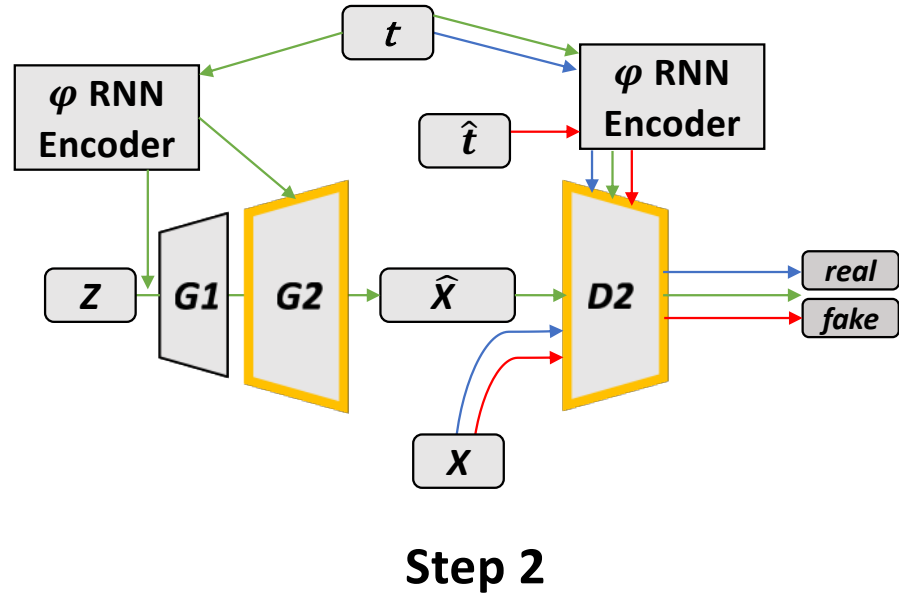 t
φ RNN
Encoder
φ RNN
Encoder
t̂
Z
G1
G2
X̂
D2
real
fake
X
Step 2